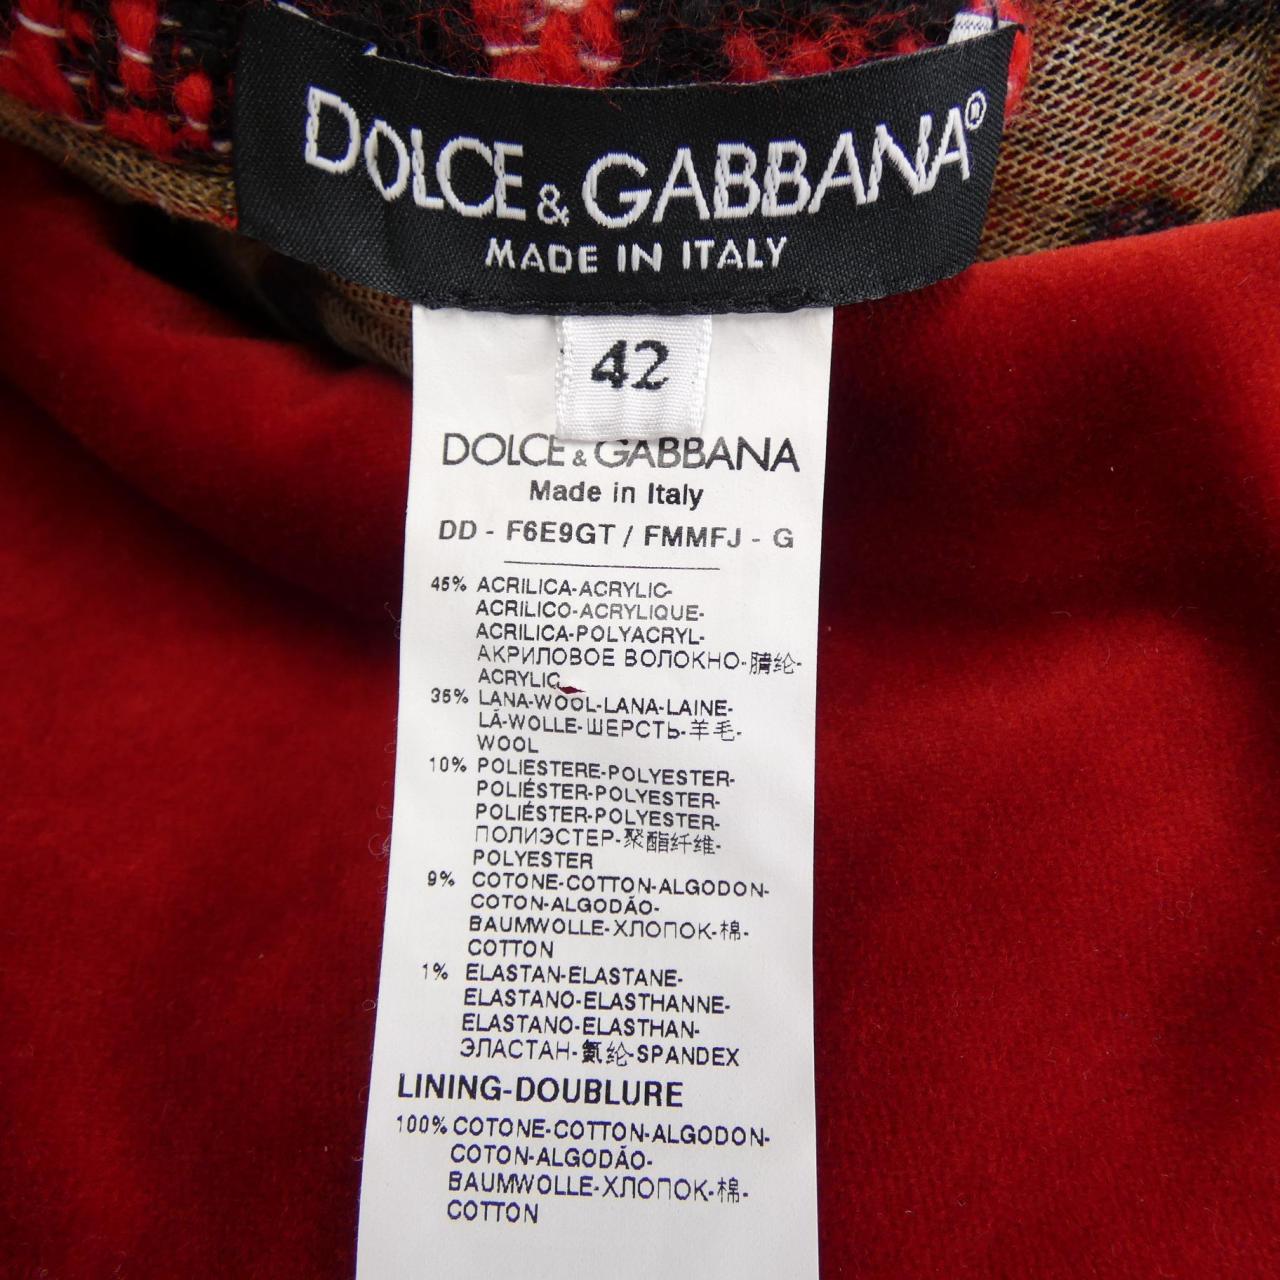 DOLCE & GABBANA®
MADE IN ITALY
42
DOLCE & GABBANA
Made in Italy
DD - F6E9GT / FMMFJ - G
45% ACRILICA-ACRYLIC-
ACRILICO-ACRYLIQUE-
ACRILICA-POLYACRYL-
АКРИЛОВОЕ ВОЛОКНО-腈纶-
ACRYLIC
35% LANA-WOOL-LANA-LAINE-
LÃ-WOLLE-ШЕРСТЬ-羊毛-
WOOL
10% POLIESTERE-POLYESTER-
POLIÉSTER-POLYESTER-
POLIÉSTER-POLYESTER-
ПОЛИЭСТЕР-聚酯纤维-
POLYESTER
9% COTONE-COTTON-ALGODON-
COTON-ALGODÃO-
BAUMWOLLE-ХЛОПОК-棉-
COTTON
1% ELASTAN-ELASTANE-
ELASTANO-ELASTHANNE-
ELASTANO-ELASTHAN-
ЭЛАСТАН-氨纶-SPANDEX
LINING-DOUBLURE
100% COTONE-COTTON-ALGODON-
COTON-ALGODÃO-
BAUMWOLLE-ХЛОПОК-棉-
COTTON